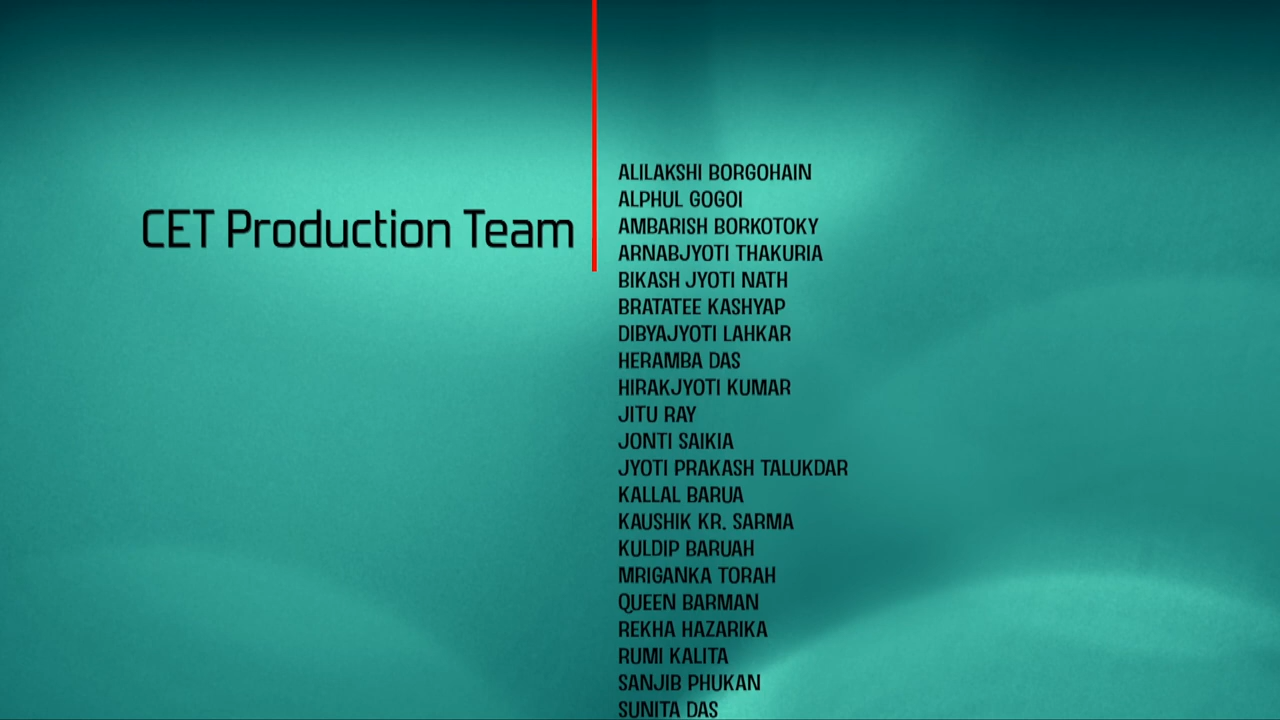 CET Production Team
ALILAKSHI BORGOHAIN
ALPHUL GOGOI
AMBARISH BORKOTOKY
ARNABJYOTI THAKURIA
BIKASH JYOTI NATH
BRATATEE KASHYAP
DIBYAJYOTI LAHKAR
HERAMBA DAS
HIRAKJYOTI KUMAR
JITU RAY
JONTI SAIKIA
JYOTI PRAKASH TALUKDAR
KALLAL BARUA
KAUSHIK KR. SARMA
KULDIP BARUAH
MRIGANKA TORAH
QUEEN BARMAN
REKHA HAZARIKA
RUMI KALITA
SANJIB PHUKAN
SUNITA DAS